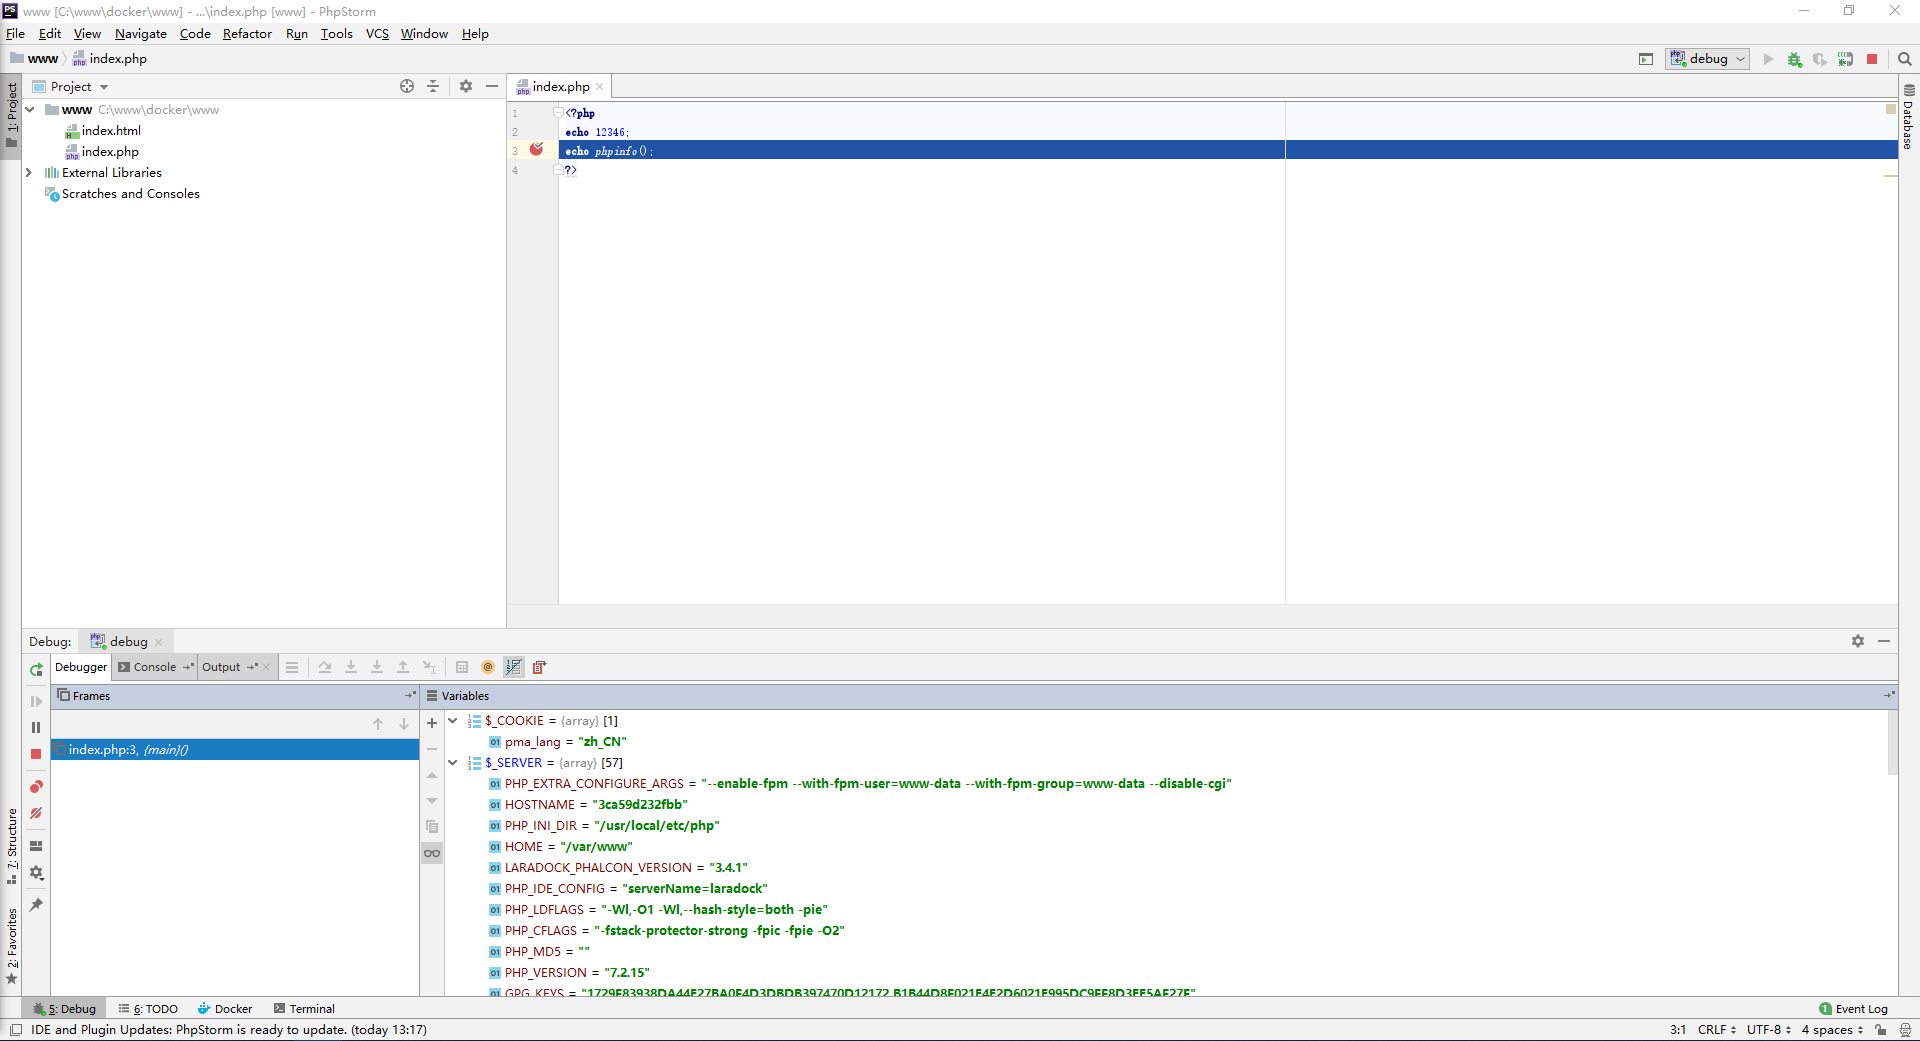 www [C:\www\docker\www] - ...\index.php [www] - PhpStorm
File Edit View Navigate Code Refactor Run Tools VCS Window Help
www index.php
debug
1: Project
Project
index.php
Database
www C:\www\docker\www
index.html
index.php
External Libraries
Scratches and Consoles
1 <?php
2 echo 12346;
3 echo phpinfo();
4 ?>
Debug: debug
Debugger Console Output
Frames
Variables
index.php:3, {main}()
$_COOKIE = {array} [1]
pma_lang = "zh_CN"
$_SERVER = {array} [57]
PHP_EXTRA_CONFIGURE_ARGS = "--enable-fpm --with-fpm-user=www-data --with-fpm-group=www-data --disable-cgi"
HOSTNAME = "3ca59d232fbb"
PHP_INI_DIR = "/usr/local/etc/php"
HOME = "/var/www"
LARADOCK_PHALCON_VERSION = "3.4.1"
PHP_IDE_CONFIG = "serverName=laradock"
PHP_LDFLAGS = "-Wl,-O1 -Wl,--hash-style=both -pie"
PHP_CFLAGS = "-fstack-protector-strong -fpic -fpie -O2"
PHP_MD5 = ""
PHP_VERSION = "7.2.15"
GPG_KEYS =
7: Structure
2: Favorites
5: Debug 6: TODO Docker Terminal
1 Event Log
IDE and Plugin Updates: PhpStorm is ready to update. (today 13:17)
3:1 CRLF UTF-8 4 spaces